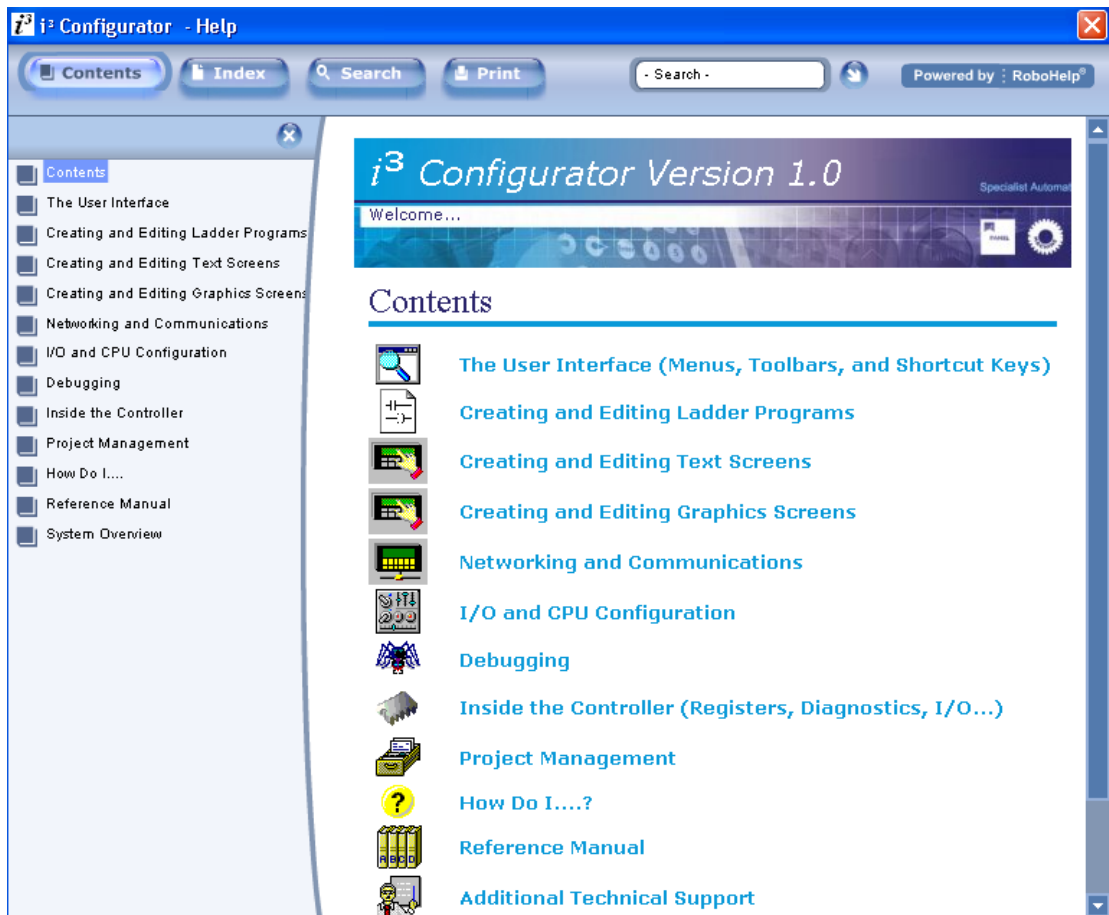 i³ i³ Configurator - Help
Contents Index Search Print - Search - Powered by RoboHelp®
Contents
The User Interface
Creating and Editing Ladder Programs
Creating and Editing Text Screens
Creating and Editing Graphics Screens
Networking and Communications
I/O and CPU Configuration
Debugging
Inside the Controller
Project Management
How Do I....
Reference Manual
System Overview
i³ Configurator Version 1.0
Specialist Automat
Welcome...
Contents
The User Interface (Menus, Toolbars, and Shortcut Keys)
Creating and Editing Ladder Programs
Creating and Editing Text Screens
Creating and Editing Graphics Screens
Networking and Communications
I/O and CPU Configuration
Debugging
Inside the Controller (Registers, Diagnostics, I/O...)
Project Management
? How Do I....?
ABCD Reference Manual
Additional Technical Support